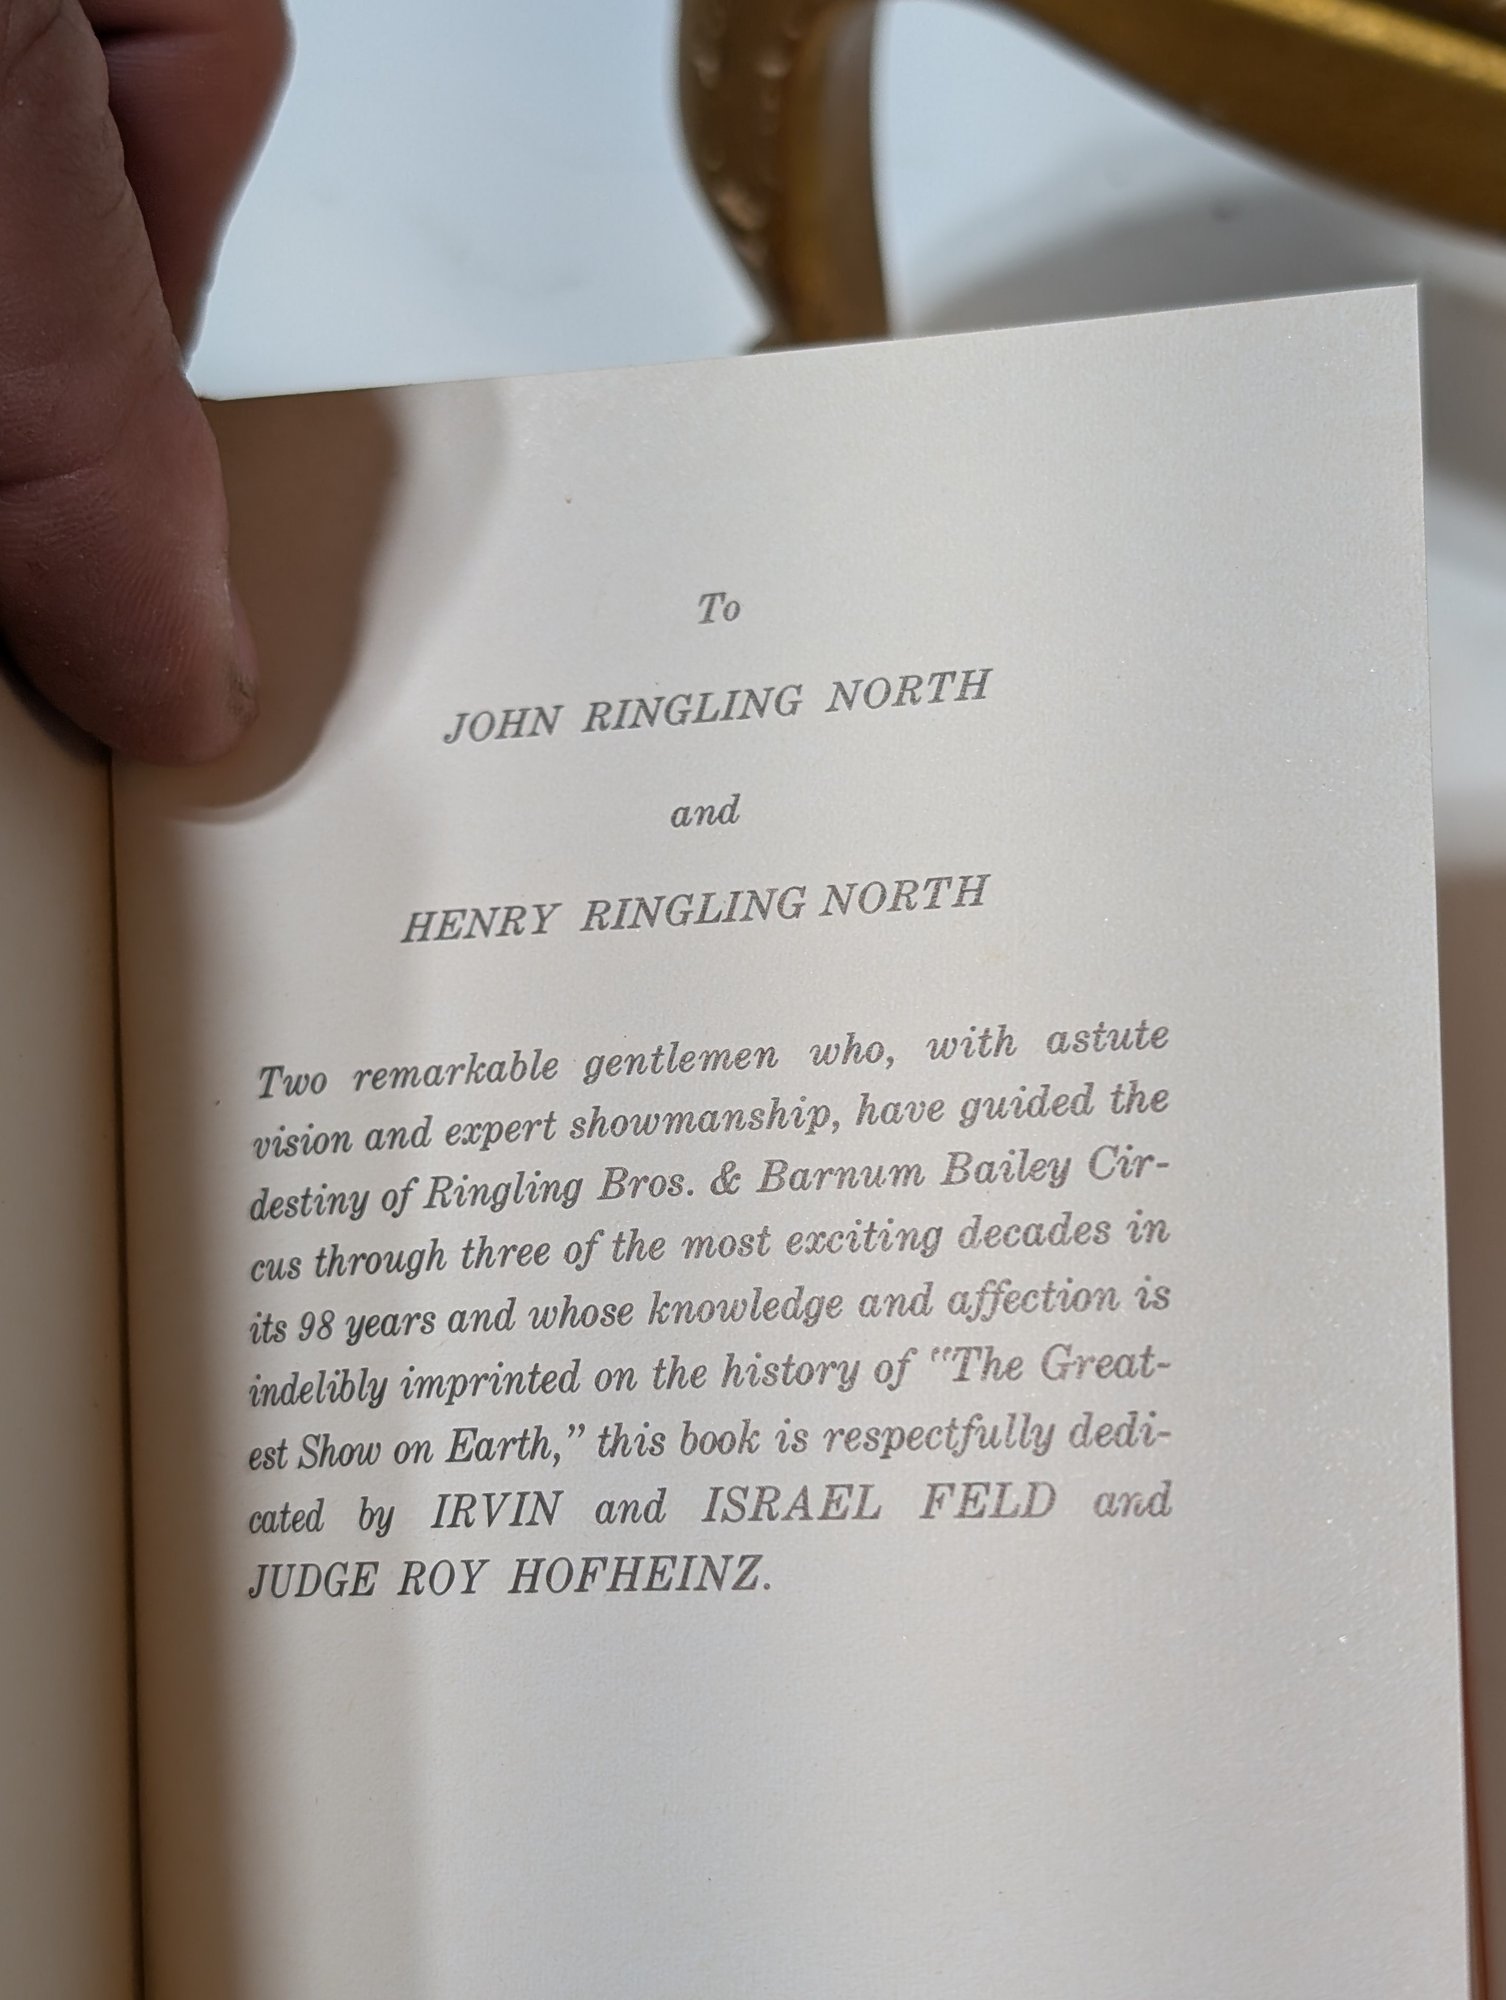 To
JOHN RINGLING NORTH
and
HENRY RINGLING NORTH
Two remarkable gentlemen who, with astute
vision and expert showmanship, have guided the
destiny of Ringling Bros. & Barnum Bailey Cir-
cus through three of the most exciting decades in
its 98 years and whose knowledge and affection is
indelibly imprinted on the history of "The Great-
est Show on Earth," this book is respectfully dedi-
cated by IRVIN and ISRAEL FELD and
JUDGE ROY HOFHEINZ.